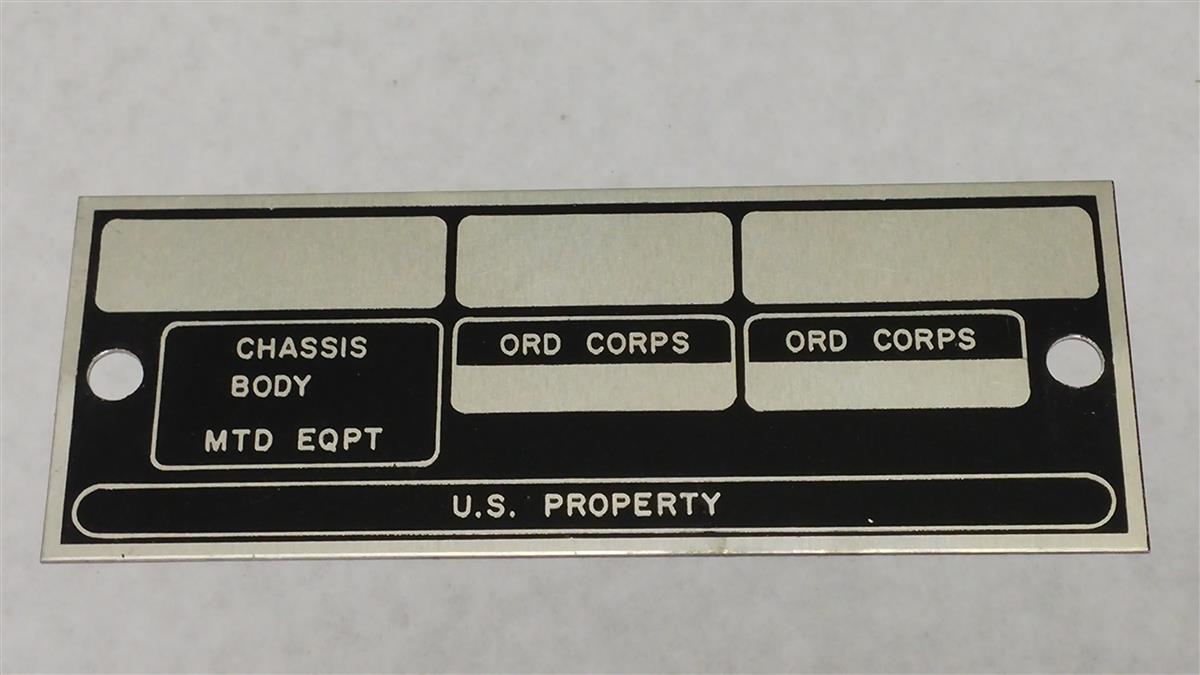 CHASSIS
BODY
MTD EQPT
ORD CORPS
ORD CORPS
U.S. PROPERTY